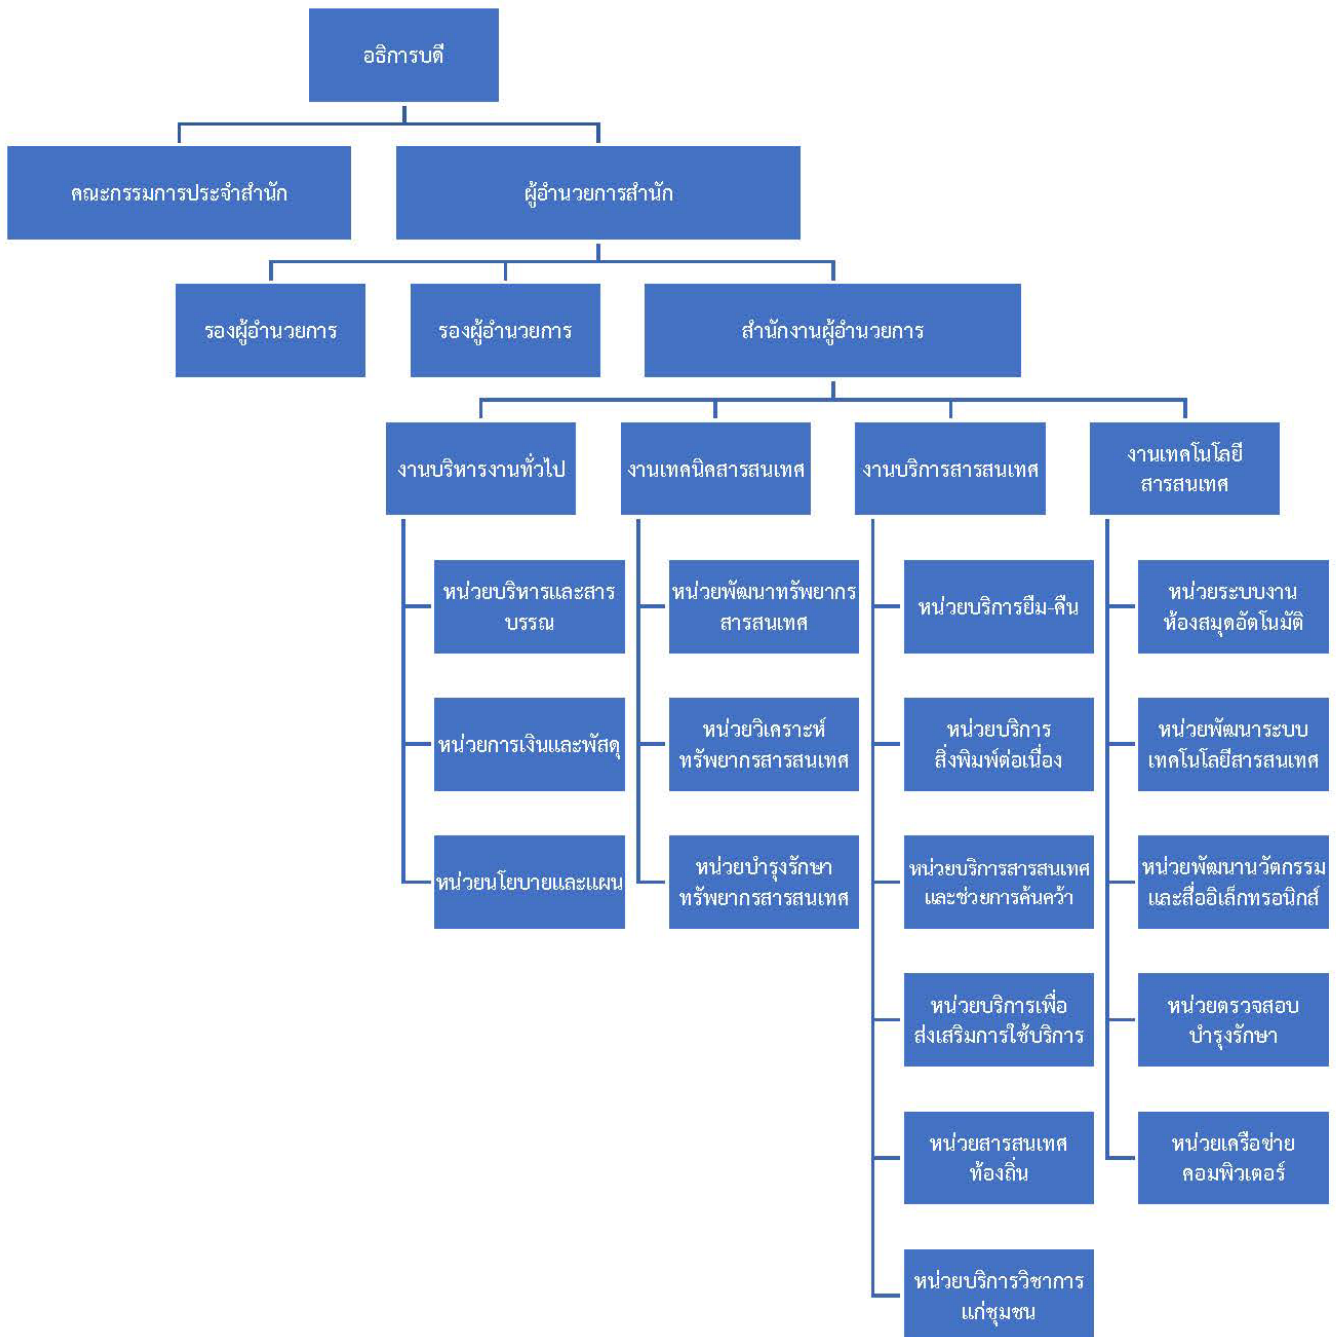 อธิการบดี
คณะกรรมการประจำสำนัก
ผู้อำนวยการสำนัก
รองผู้อำนวยการ
รองผู้อำนวยการ
สำนักงานผู้อำนวยการ
งานบริหารงานทั่วไป
หน่วยบริหารและสาร
บรรณ
หน่วยการเงินและพัสดุ
หน่วยนโยบายและแผน
งานเทคนิคสารสนเทศ
หน่วยพัฒนาทรัพยากร
สารสนเทศ
หน่วยวิเคราะห์
ทรัพยากรสารสนเทศ
หน่วยบำรุงรักษา
ทรัพยากรสารสนเทศ
งานบริการสารสนเทศ
หน่วยบริการยืม-คืน
หน่วยบริการ
สิ่งพิมพ์ต่อเนื่อง
หน่วยบริการสารสนเทศ
และช่วยการค้นคว้า
หน่วยบริการเพื่อ
ส่งเสริมการใช้บริการ
หน่วยสารสนเทศ
ท้องถิ่น
หน่วยบริการวิชาการ
แก่ชุมชน
งานเทคโนโลยี
สารสนเทศ
หน่วยระบบงาน
ห้องสมุดอัตโนมัติ
หน่วยพัฒนาระบบ
เทคโนโลยีสารสนเทศ
หน่วยพัฒนานวัตกรรม
และสื่ออิเล็กทรอนิกส์
หน่วยตรวจสอบ
บำรุงรักษา
หน่วยเครือข่าย
คอมพิวเตอร์